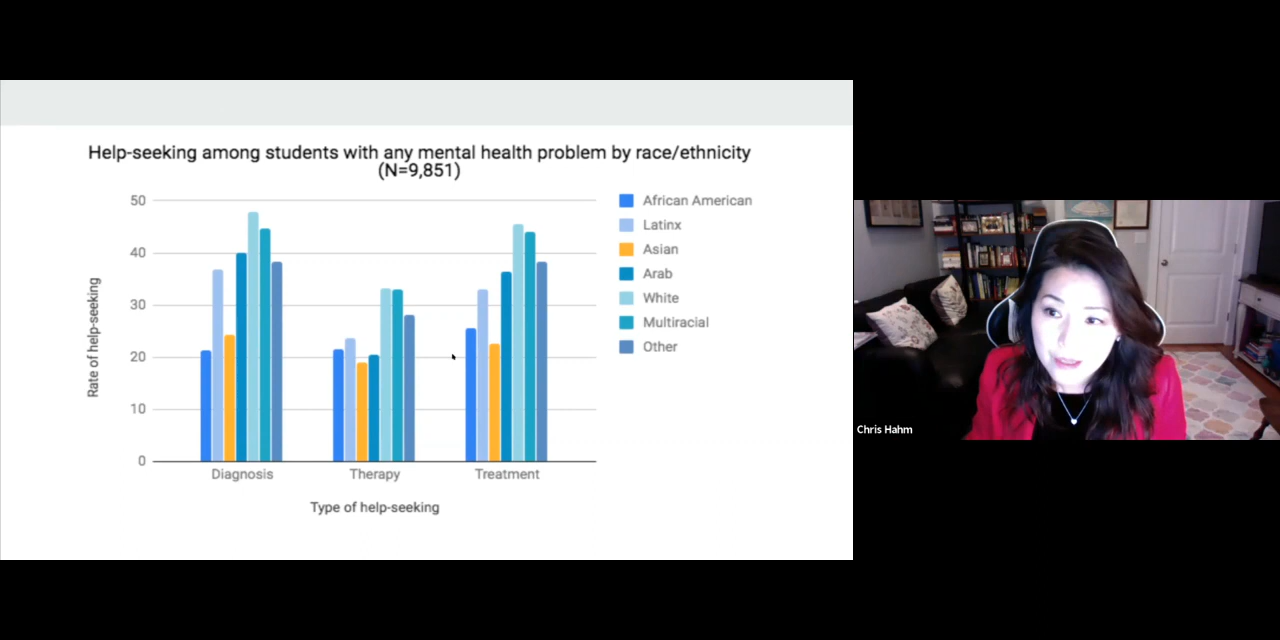 Help-seeking among students with any mental health problem by race/ethnicity
(N=9,851)
50
40
30
20
10
0
Rate of help-seeking
Diagnosis
Therapy
Treatment
Type of help-seeking
African American
Latinx
Asian
Arab
White
Multiracial
Other
Chris Hahm